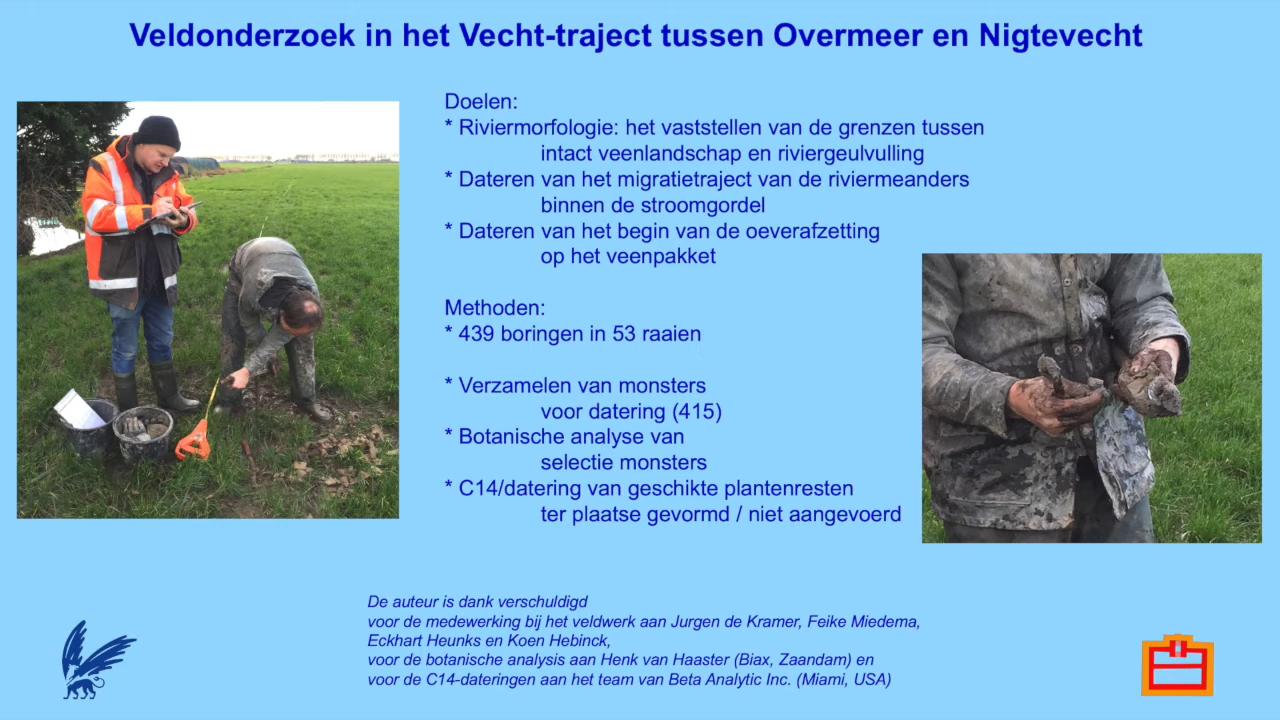 Veldonderzoek in het Vecht-traject tussen Overmeer en Nigtevecht
Doelen:
* Riviermorfologie: het vaststellen van de grenzen tussen
intact veenlandschap en riviergeulvulling
* Dateren van het migratietraject van de riviermeanders
binnen de stroomgordel
* Dateren van het begin van de oeverafzetting
op het veenpakket
Methoden:
* 439 boringen in 53 raaien
* Verzamelen van monsters
voor datering (415)
* Botanische analyse van
selectie monsters
* C14/datering van geschikte plantenresten
ter plaatse gevormd / niet aangevoerd
De auteur is dank verschuldigd
voor de medewerking bij het veldwerk aan Jurgen de Kramer, Feike Miedema,
Eckhart Heunks en Koen Hebinck,
voor de botanische analysis aan Henk van Haaster (Biax, Zaandam) en
voor de C14-dateringen aan het team van Beta Analytic Inc. (Miami, USA)